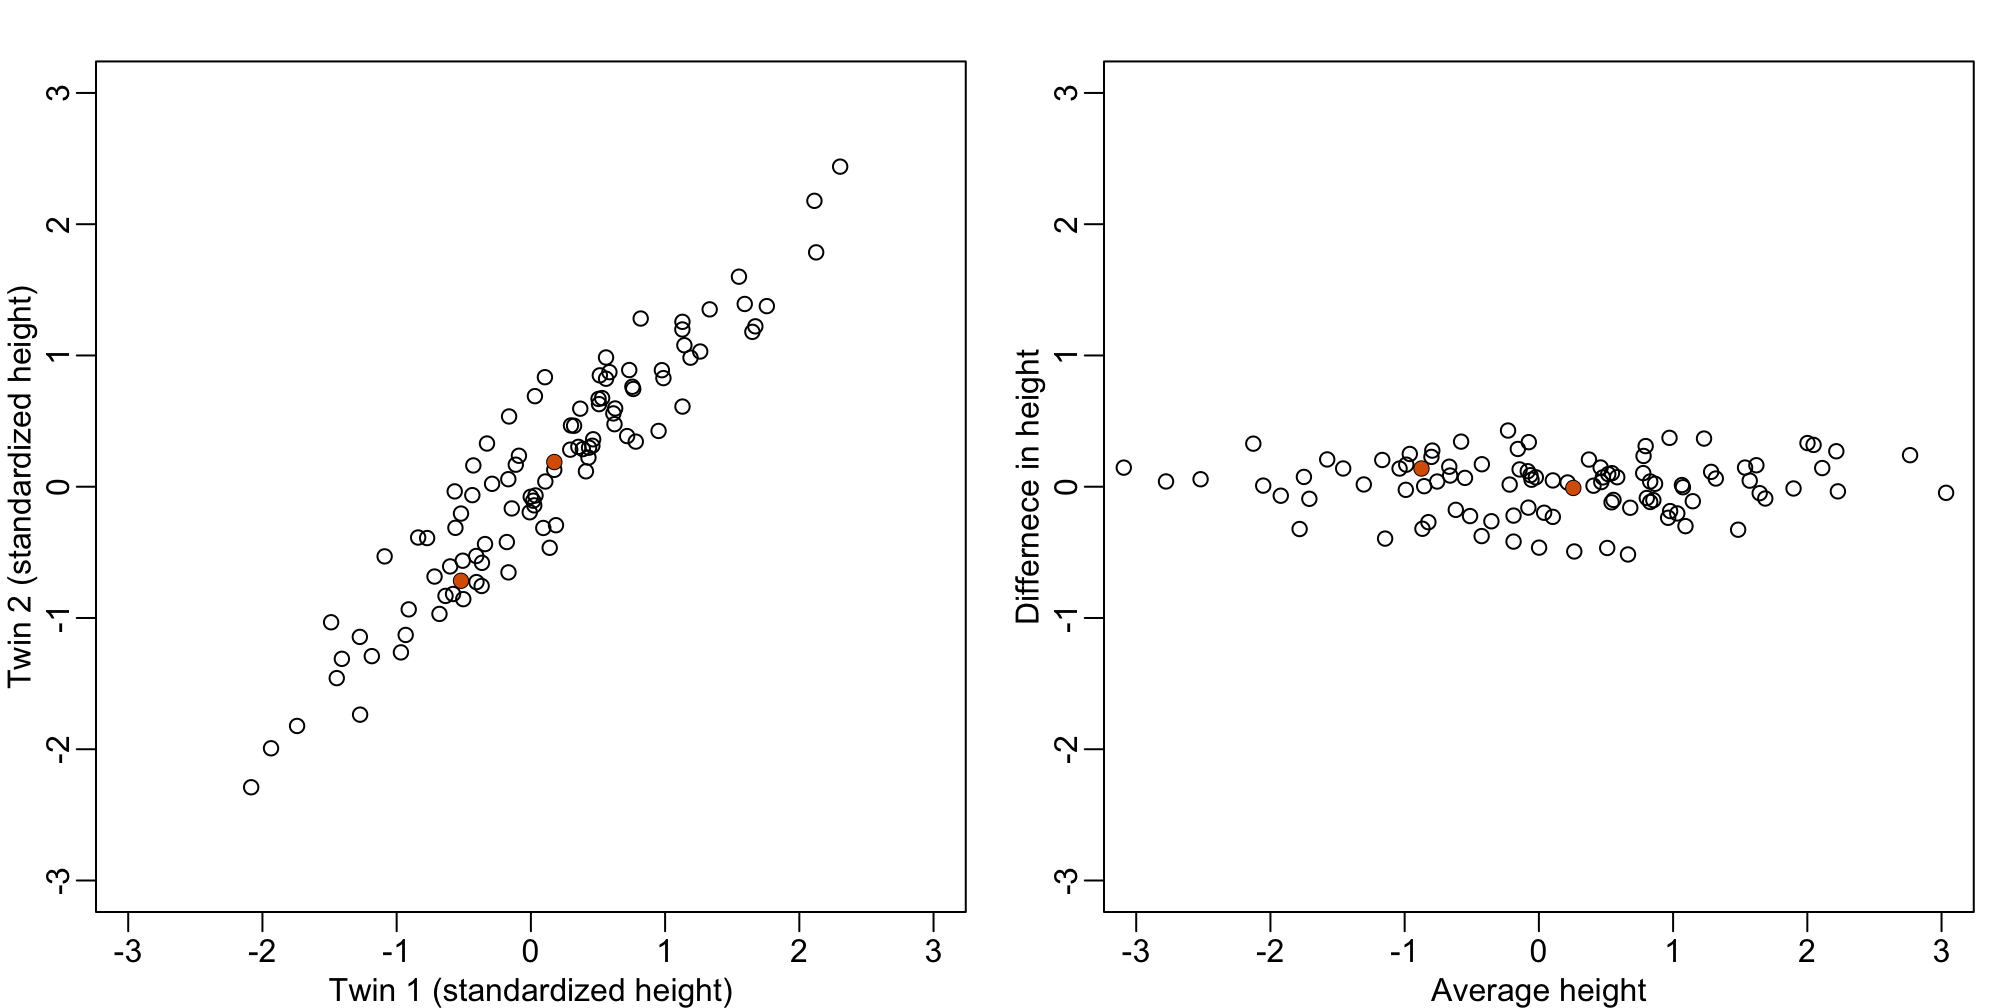 3
2
1
0
-1
-2
-3
Twin 2 (standardized height)
-3 -2 -1 0 1 2 3
Twin 1 (standardized height)
3
2
1
0
-1
-2
-3
Differnece in height
-3 -2 -1 0 1 2 3
Average height